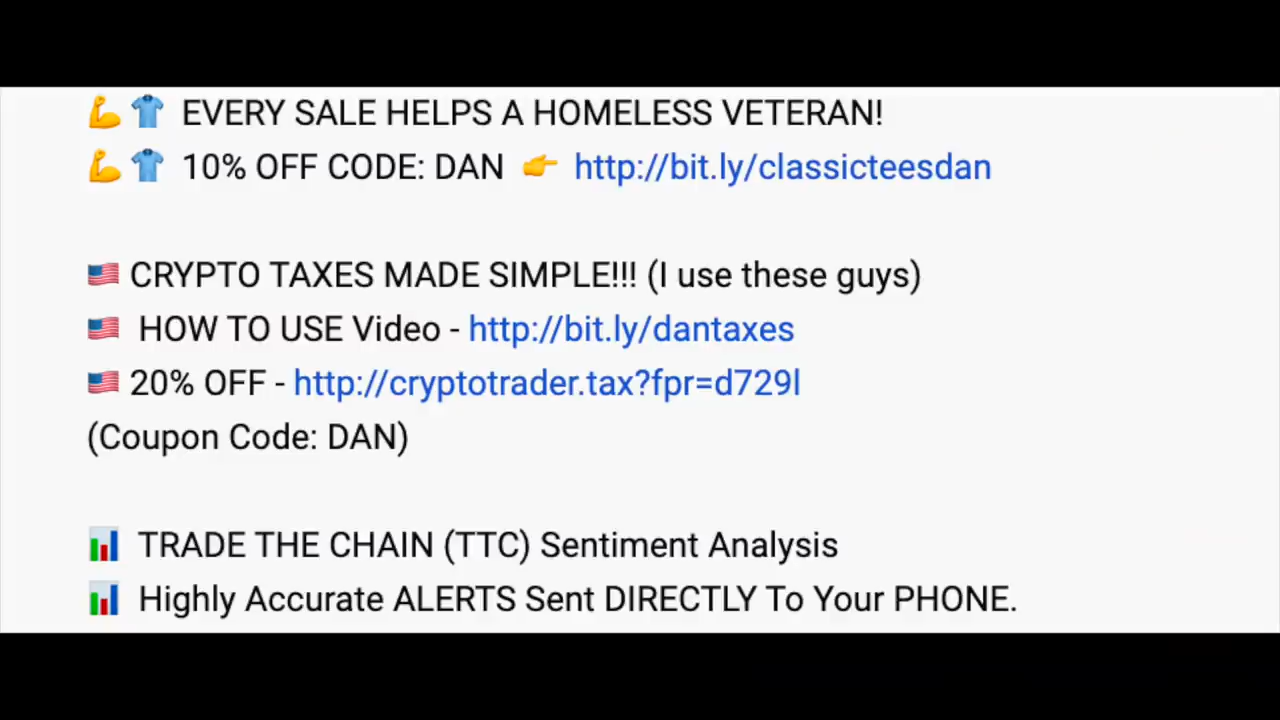 💪👕 EVERY SALE HELPS A HOMELESS VETERAN!
💪👕 10% OFF CODE: DAN 👉 http://bit.ly/classicteesdan
🇺🇸 CRYPTO TAXES MADE SIMPLE!!! (I use these guys)
🇺🇸 HOW TO USE Video - http://bit.ly/dantaxes
🇺🇸 20% OFF - http://cryptotrader.tax?fpr=d729l
(Coupon Code: DAN)
📊 TRADE THE CHAIN (TTC) Sentiment Analysis
📊 Highly Accurate ALERTS Sent DIRECTLY To Your PHONE.